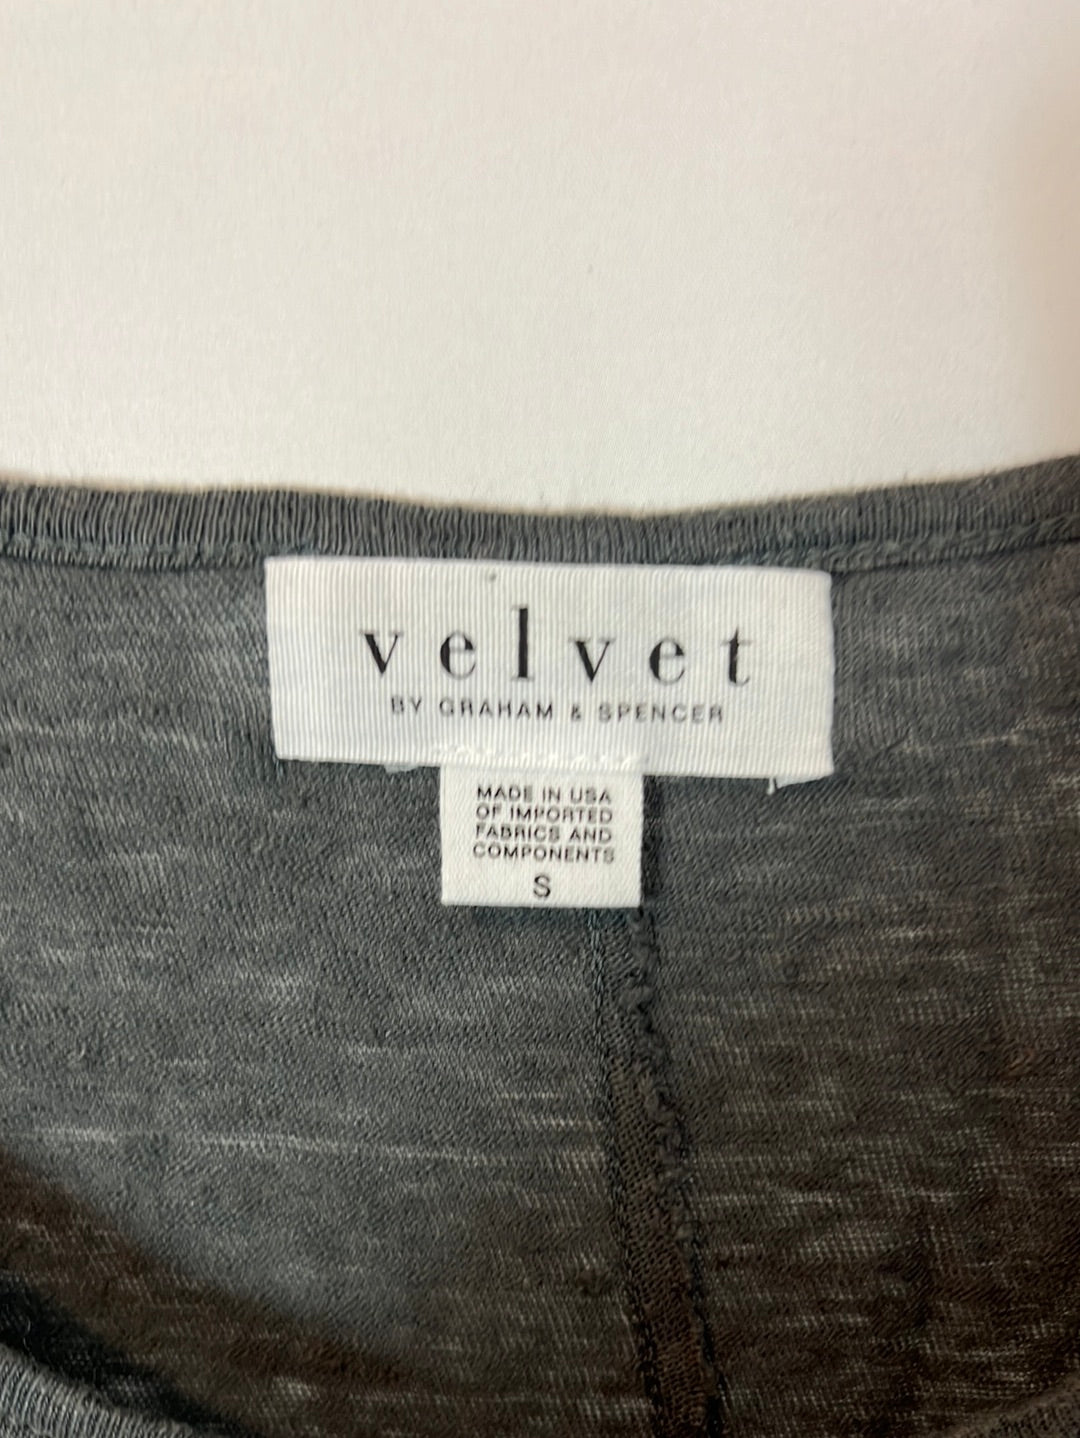 velvet
BY GRAHAM & SPENCER
MADE IN USA
OF IMPORTED
FABRICS AND
COMPONENTS
S